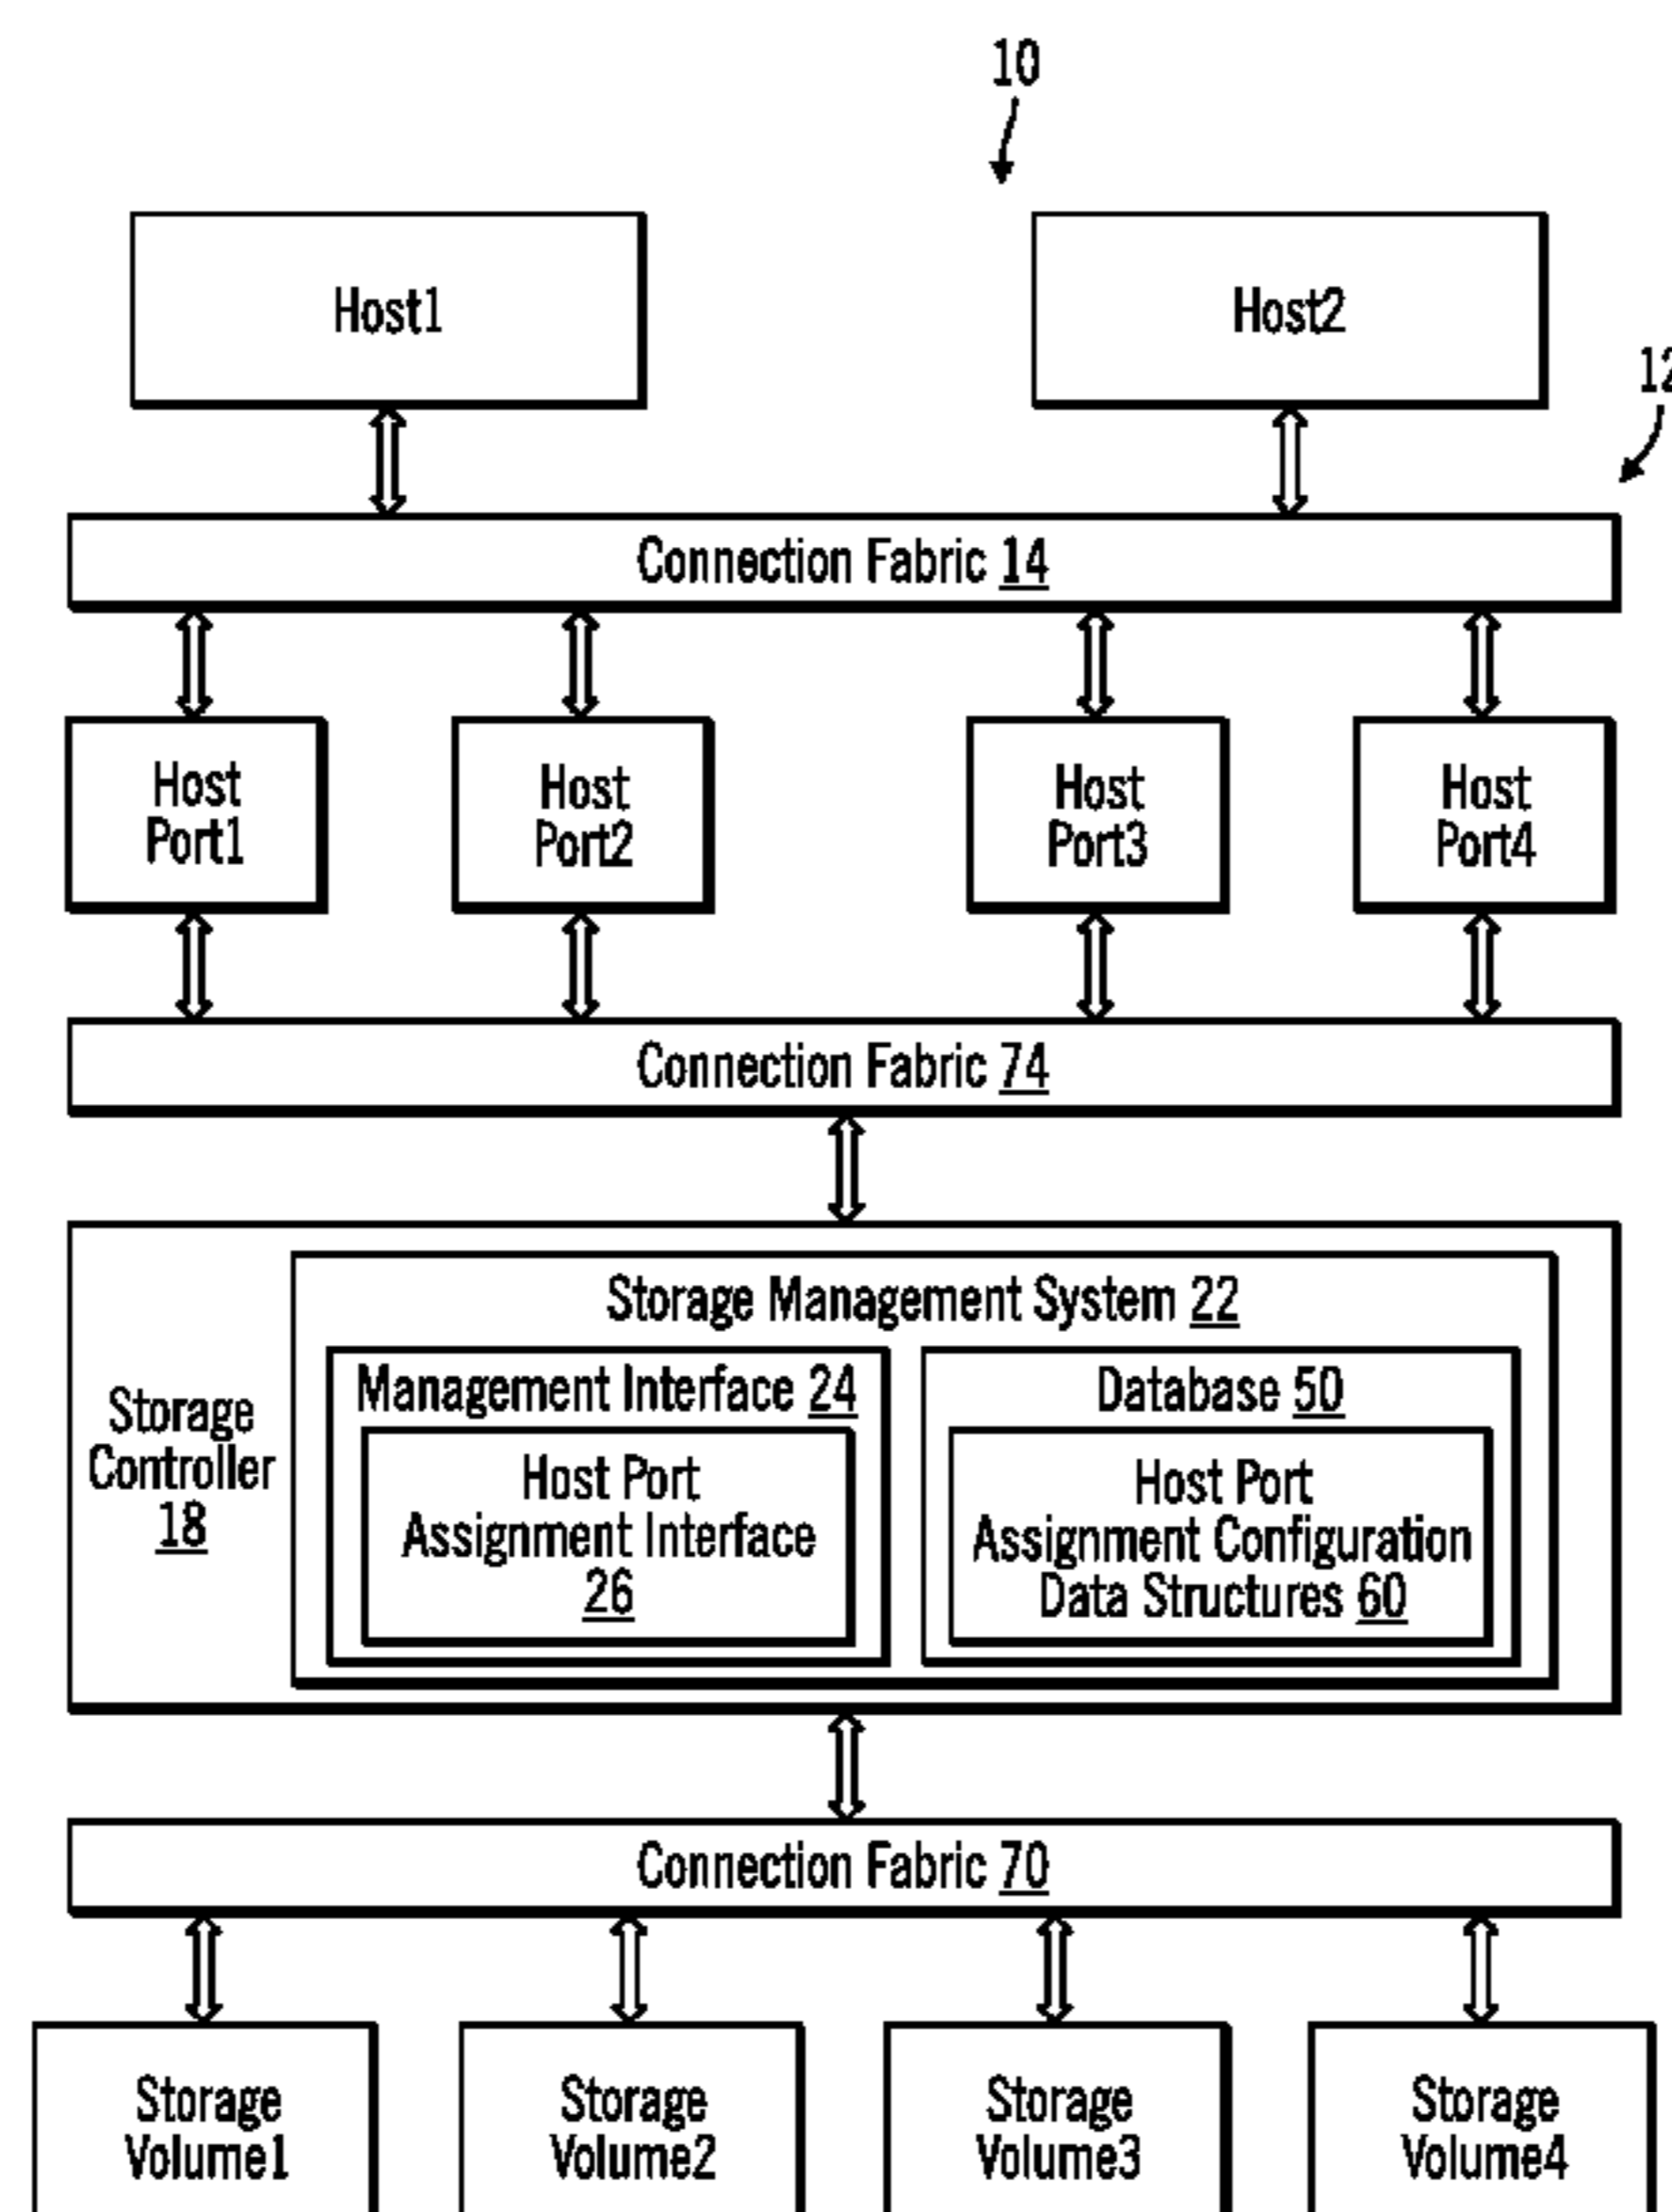 10
Host1
Host2
12
Connection Fabric 14
Host
Port1
Host
Port2
Host
Port3
Host
Port4
Connection Fabric 74
Storage
Controller
18
Storage Management System 22
Management Interface 24
Host Port
Assignment Interface
26
Database 50
Host Port
Assignment Configuration
Data Structures 60
Connection Fabric 70
Storage
Volume1
Storage
Volume2
Storage
Volume3
Storage
Volume4